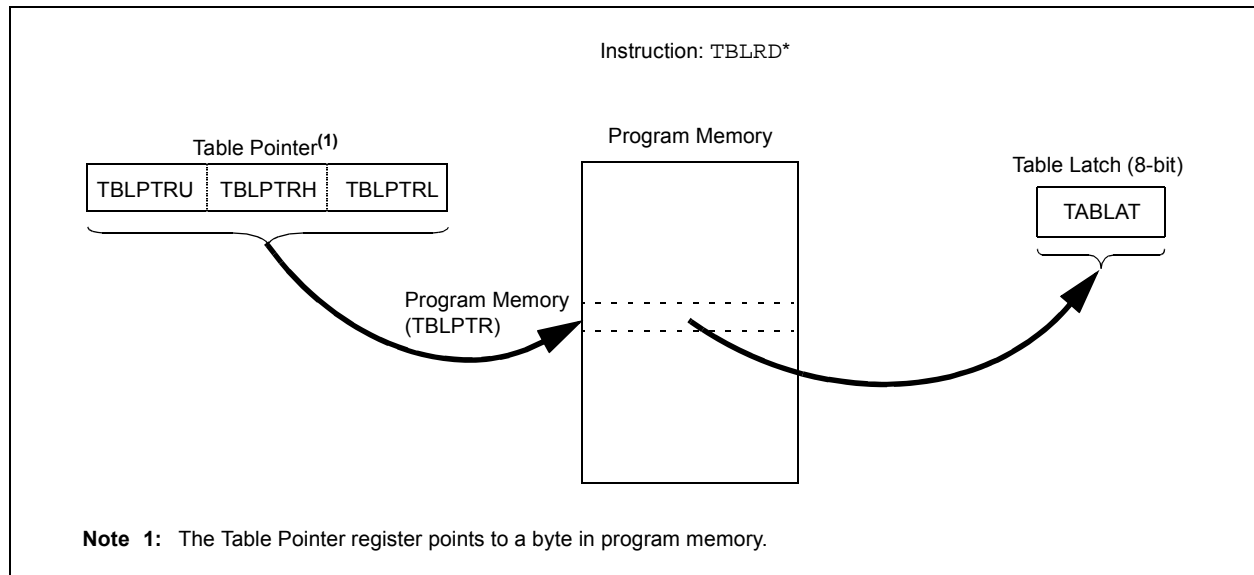 Instruction: TBLRD*
Table Pointer(1)
TBLPTRU TBLPTRH TBLPTRL
Program Memory
Table Latch (8-bit)
TABLAT
Program Memory
(TBLPTR)
Note 1: The Table Pointer register points to a byte in program memory.